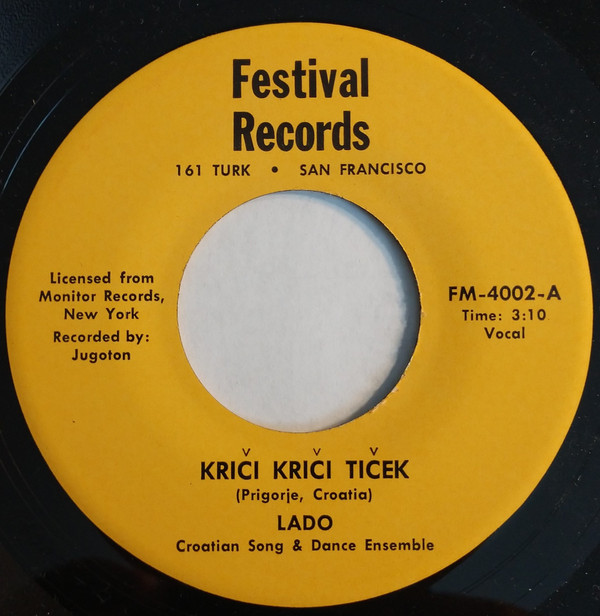 Festival
Records
161 TURK • SAN FRANCISCO
Licensed from
Monitor Records,
New York
Recorded by:
Jugoton
FM-4002-A
Time: 3:10
Vocal
KRIČI KRIČI TIČEK
(Prigorje, Croatia)
LADO
Croatian Song & Dance Ensemble